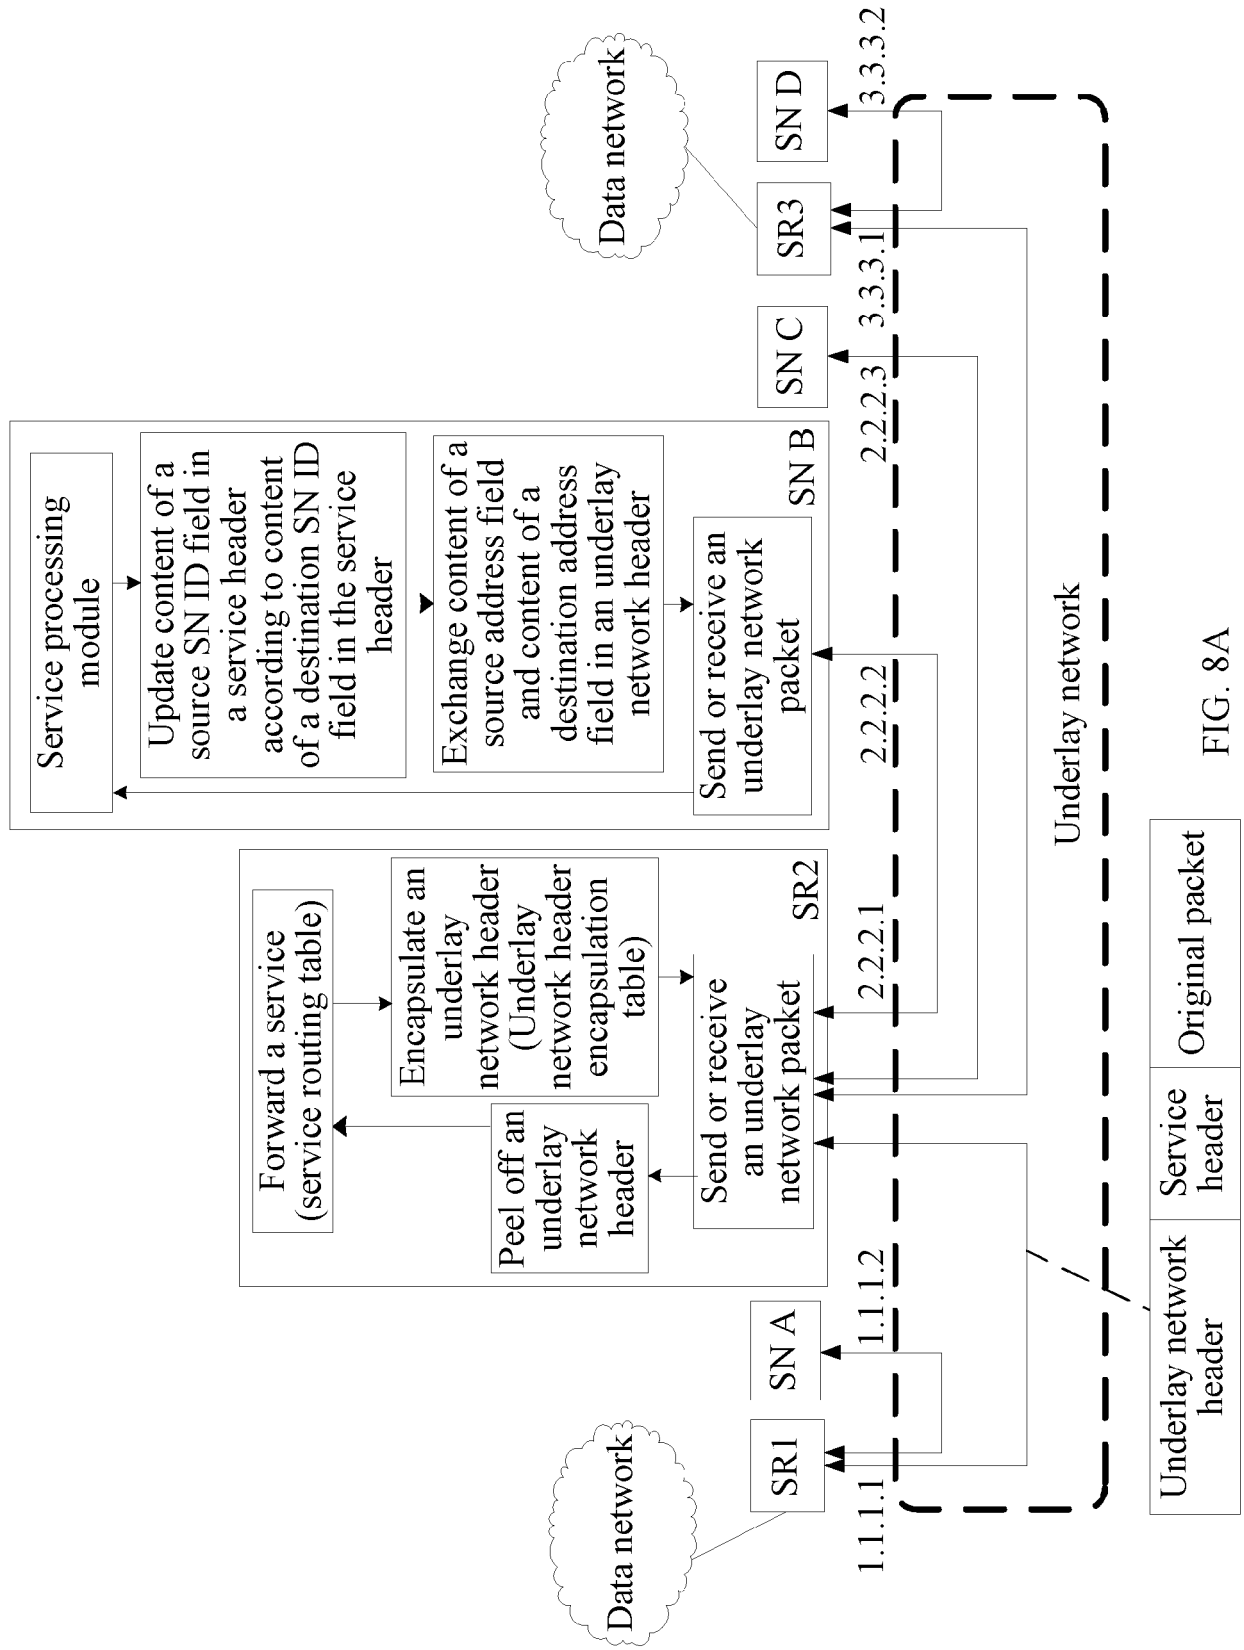 Service processing
module
Update content of a
source SN ID field in
a service header
according to content
of a destination SN ID
field in the service
header
Exchange content of a
source address field
and content of a
destination address
field in an underlay
network header
Send or receive an
underlay network
packet
SN B
Forward a service
(service routing table)
Encapsulate an
underlay
network header
(Underlay
network header
encapsulation
table)
Peel off an
underlay
network
header
Send or receive
an underlay
network packet
SR2
Data network
Data network
SR1
SN A
SN C
SR3
SN D
1.1.1.1
1.1.1.2
2.2.2.1
2.2.2.2
2.2.2.3
3.3.3.1
3.3.3.2
Underlay network
Underlay network
header
Service
header
Original packet
FIG. 8A